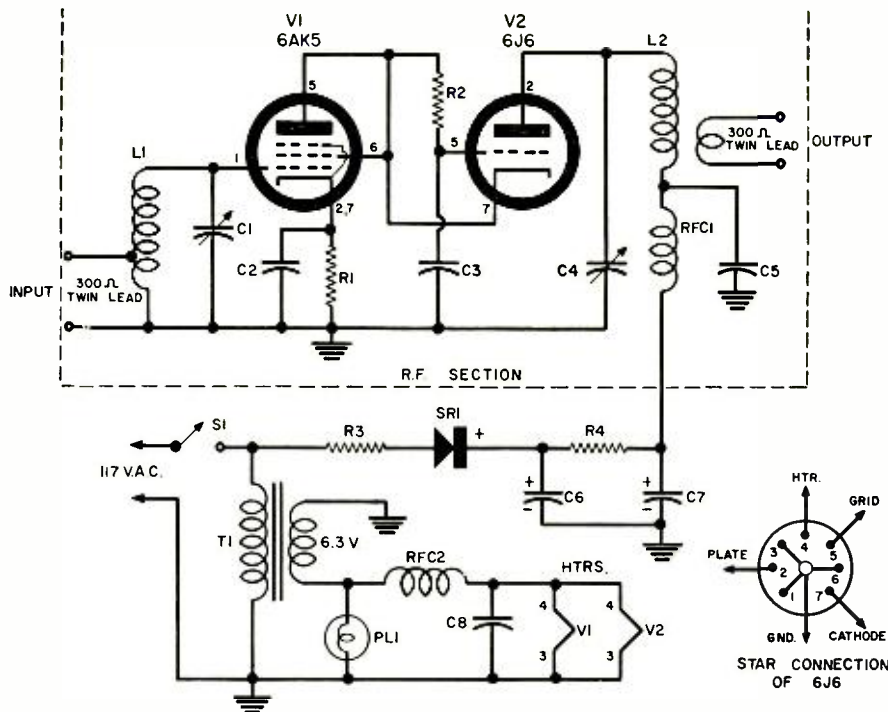 V1
6AK5
V2
6J6
L2
5
R2
2
L1
1
6
5
300 Ω
TWIN LEAD
OUTPUT
2,7
7
C1
RFC1
INPUT
300 Ω
TWIN LEAD
C2
R1
C3
C4
C5
R.F. SECTION
S1
R3
SR1
+
R4
117 V.A.C.
+
-
C6
+
-
C7
HTR.
GRID
T1
6.3 V
RFC2
HTRS.
PLATE
3
4
5
2
6
1
7
PL1
C8
4
V1
3
4
V2
3
GND.
CATHODE
STAR CONNECTION
OF 6J6